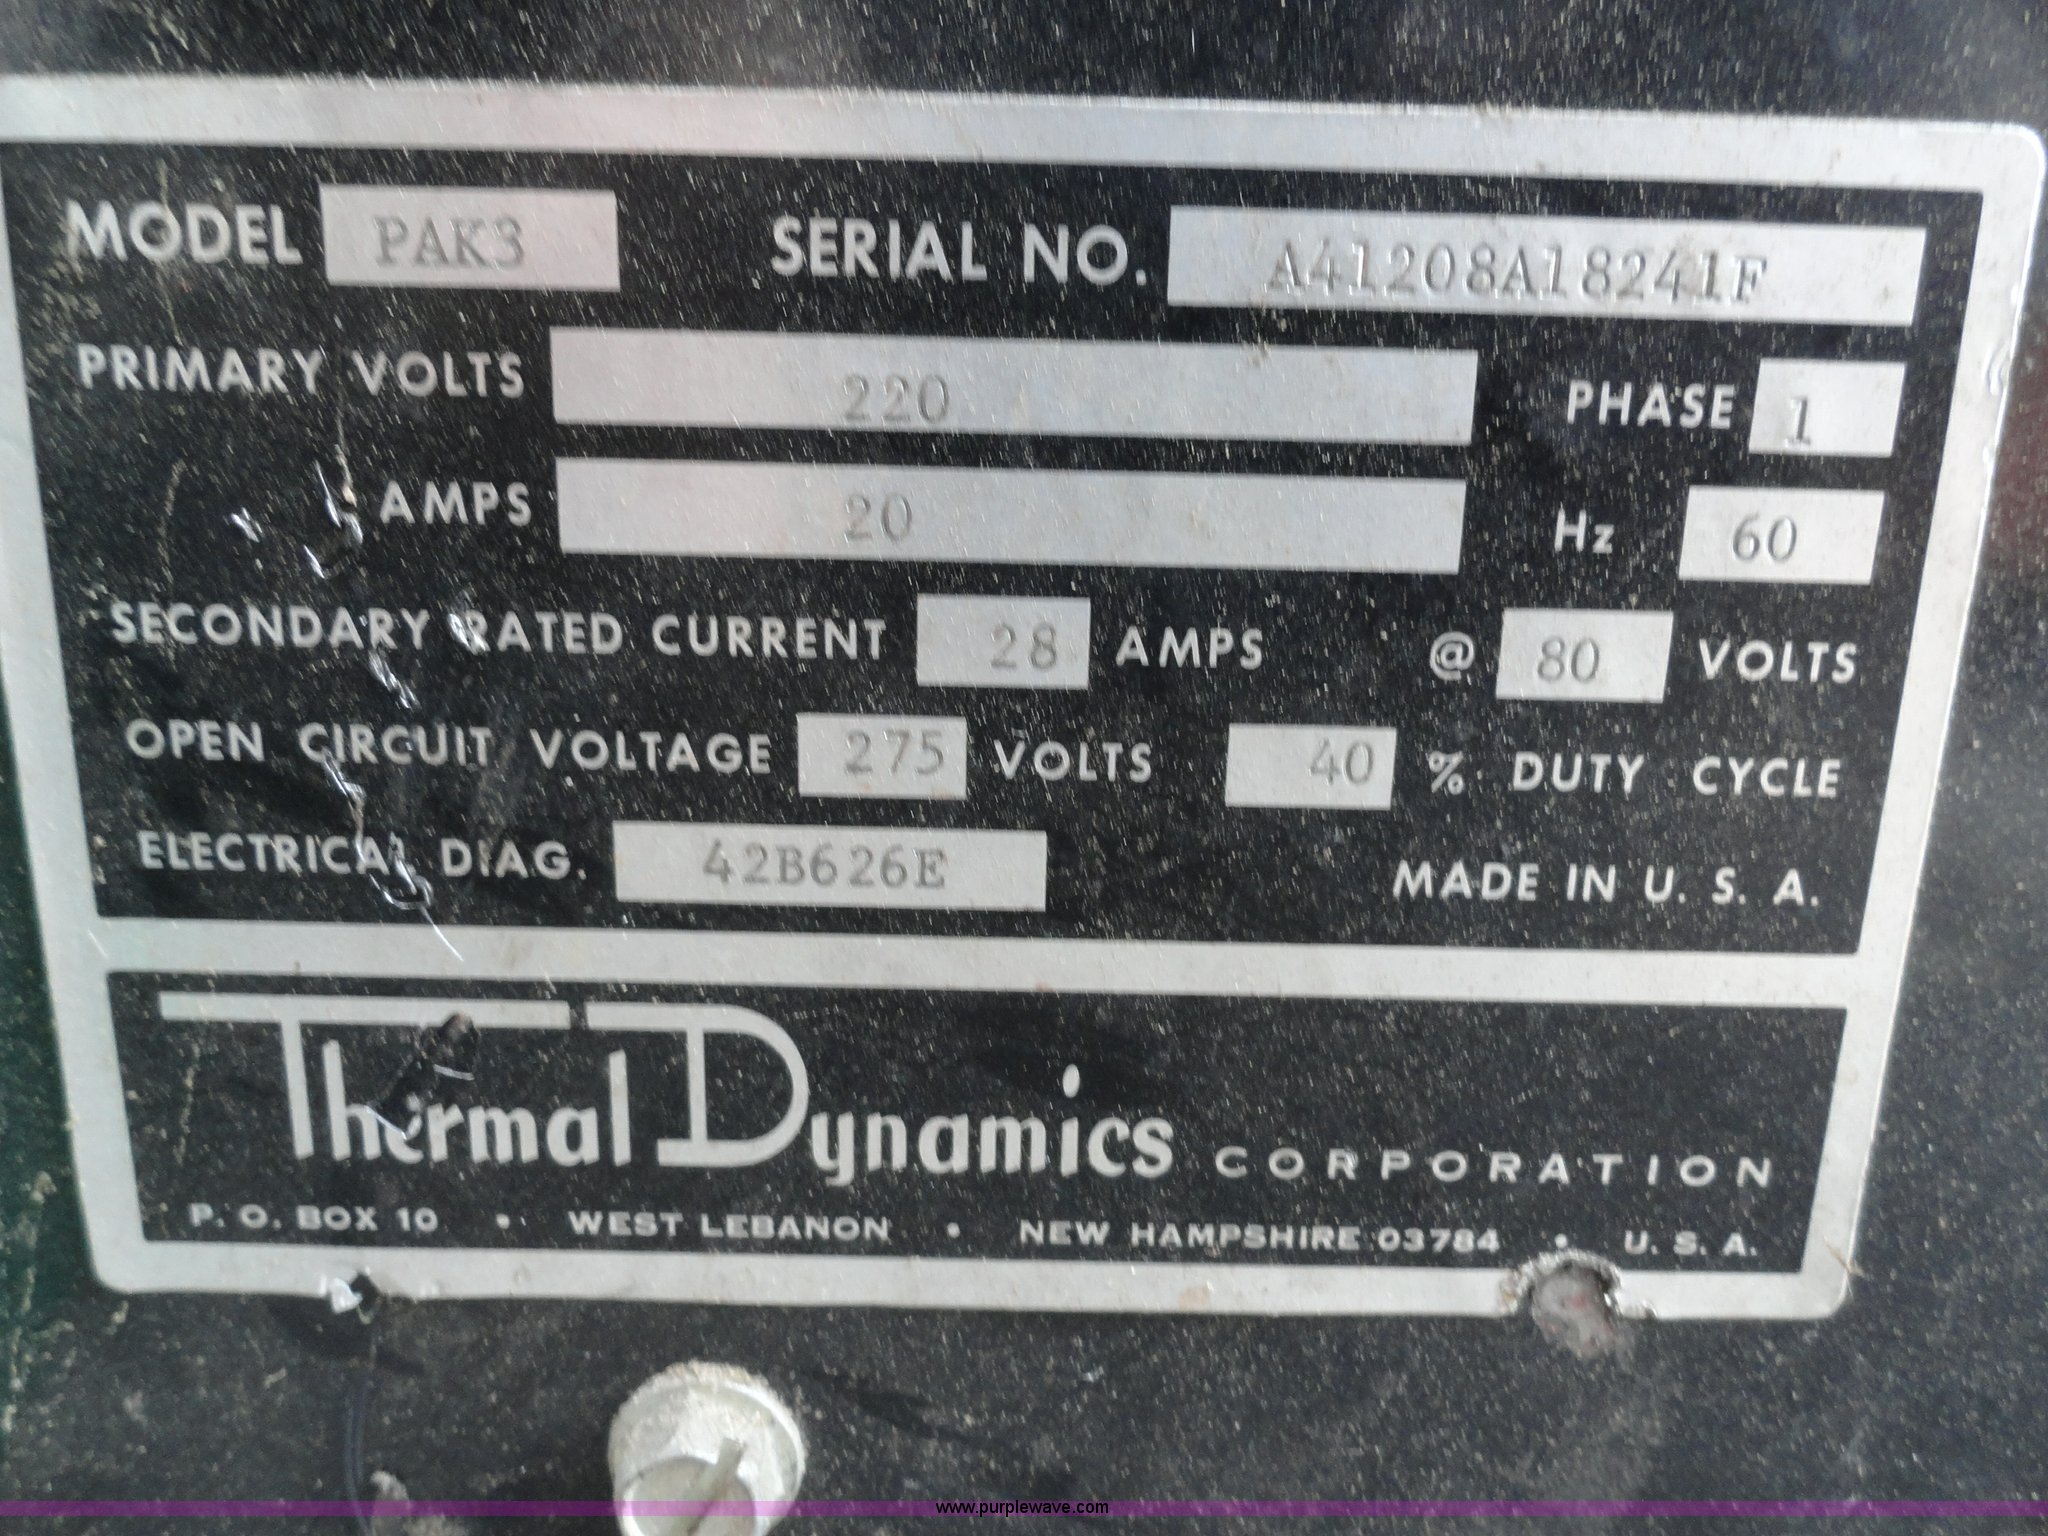 MODEL PAK3 SERIAL NO. A41208A18241F
PRIMARY VOLTS 220 PHASE 1
AMPS 20 Hz 60
SECONDARY RATED CURRENT 28 AMPS @ 80 VOLTS
OPEN CIRCUIT VOLTAGE 275 VOLTS 40 % DUTY CYCLE
ELECTRICAL DIAG. 42B626E MADE IN U. S. A.
Thermal Dynamics CORPORATION
P. O. BOX 10 • WEST LEBANON • NEW HAMPSHIRE 03784 • U. S. A.
www.purplewave.com